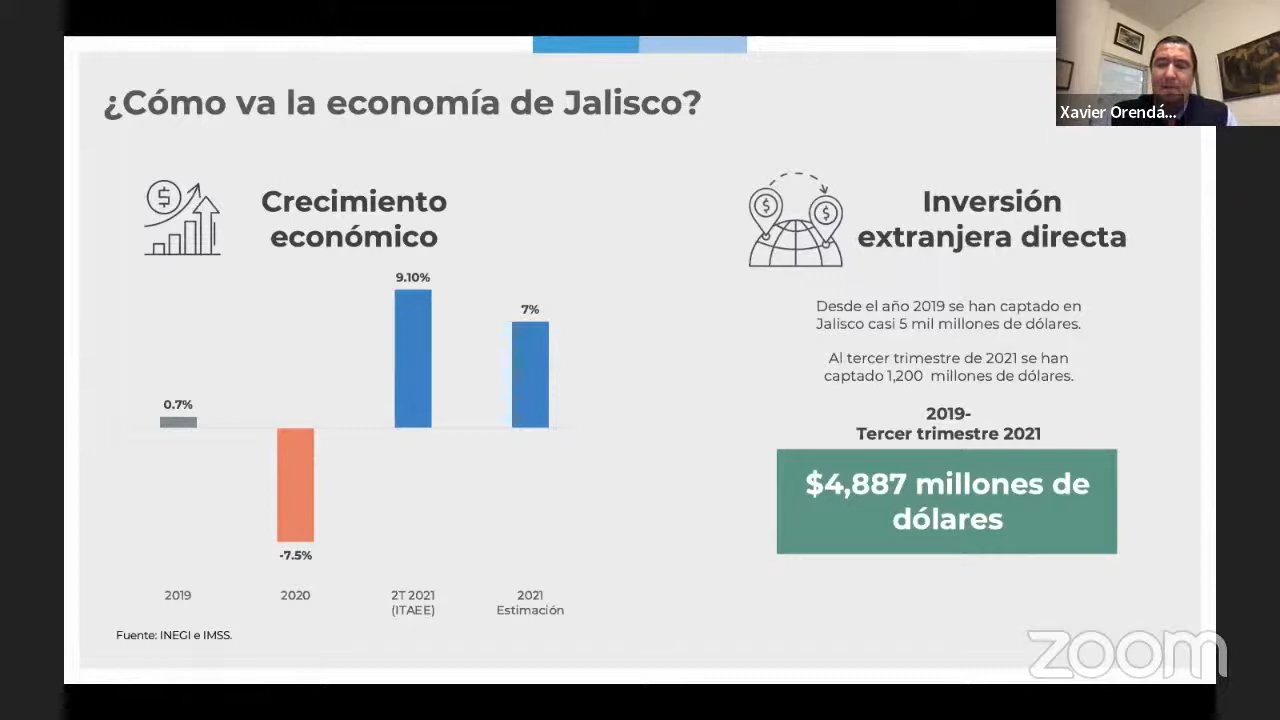 ¿Cómo va la economía de Jalisco?
Xavier Orendá...
Crecimiento
económico
9.10%
7%
0.7%
-7.5%
2019
2020
2T 2021
(ITAEE)
2021
Estimación
Fuente: INEGI e IMSS.
Inversión
extranjera directa
Desde el año 2019 se han captado en
Jalisco casi 5 mil millones de dólares.
Al tercer trimestre de 2021 se han
captado 1,200 millones de dólares.
2019-
Tercer trimestre 2021
$4,887 millones de
dólares
zoom